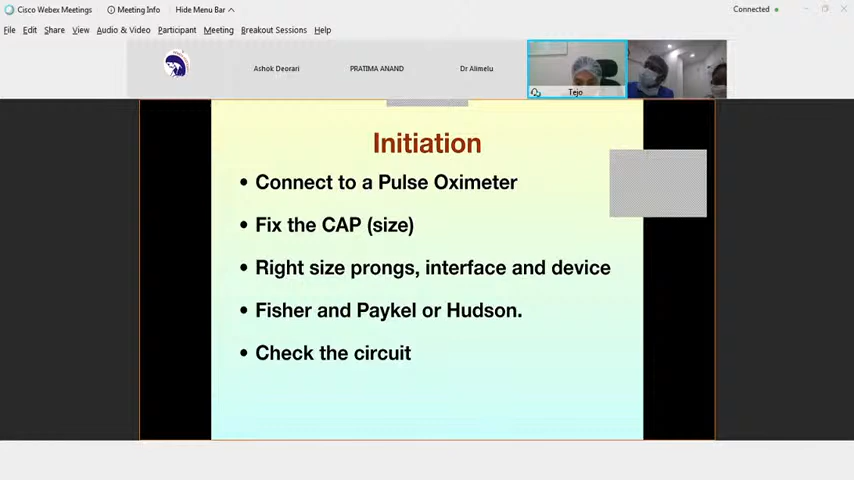 Cisco Webex Meetings
Meeting Info
Hide Menu Bar
Connected
File Edit Share View Audio & Video Participant Meeting Breakout Sessions Help
Ashok Deorari
PRATIMA ANAND
Dr Alimelu
Tejo
Initiation
• Connect to a Pulse Oximeter
• Fix the CAP (size)
• Right size prongs, interface and device
• Fisher and Paykel or Hudson.
• Check the circuit